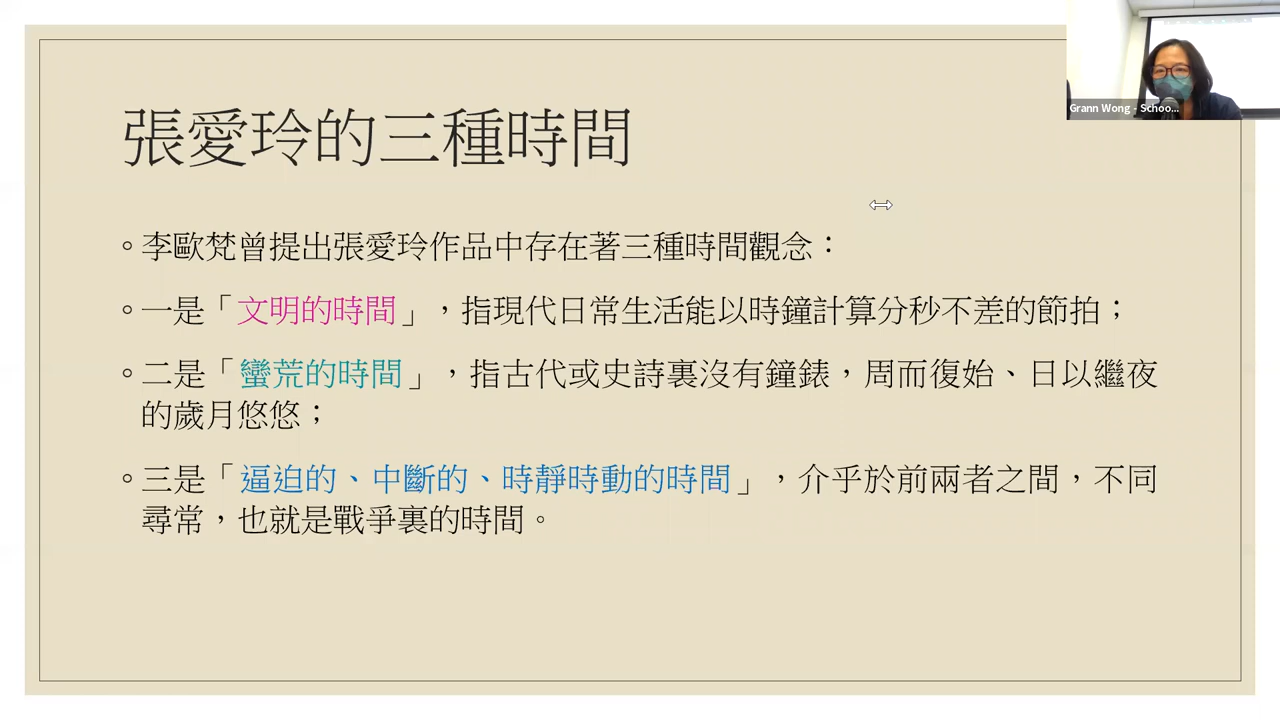 張愛玲的三種時間
Grann Wong - Schoo...
李歐梵曾提出張愛玲作品中存在著三種時間觀念：
一是「文明的時間」，指現代日常生活能以時鐘計算分秒不差的節拍；
二是「蠻荒的時間」，指古代或史詩裏沒有鐘錶，周而復始、日以繼夜
的歲月悠悠；
三是「逼迫的、中斷的、時靜時動的時間」，介乎於前兩者之間，不同
尋常，也就是戰爭裏的時間。